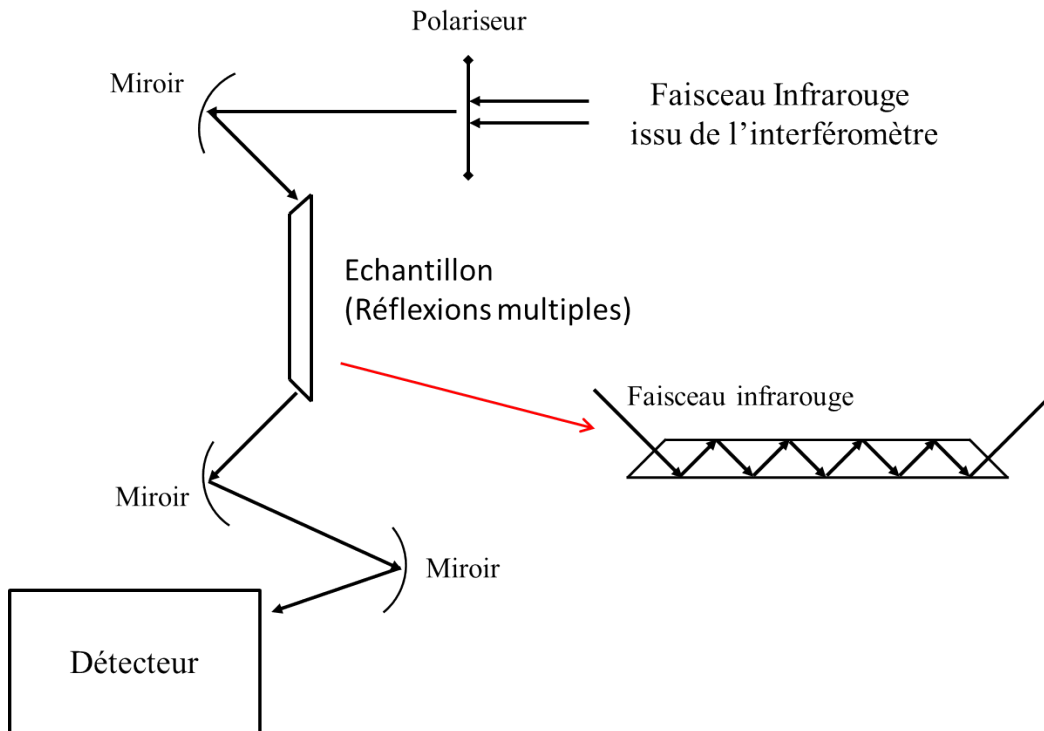 Polariseur
Miroir
Faisceau Infrarouge
issu de l’interféromètre
Echantillon
(Réflexions multiples)
Faisceau infrarouge
Miroir
Miroir
Détecteur